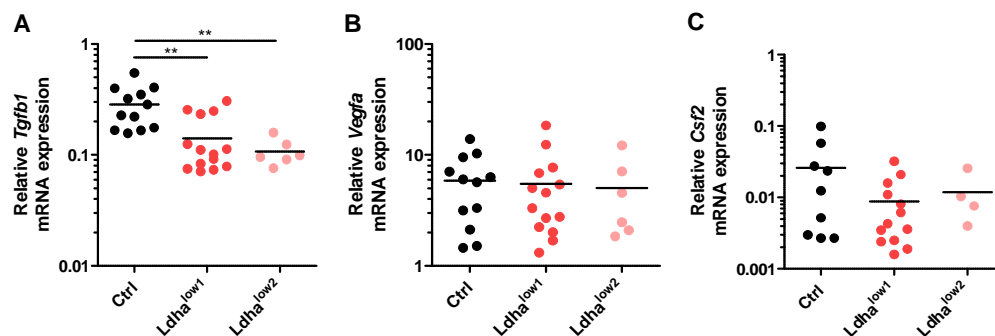 A
Relative Tgfb1
mRNA expression
1
0.1
0.01
**
**
Ctrl
Ldha^low1
Ldha^low2
B
Relative Vegfa
mRNA expression
100
10
1
Ctrl
Ldha^low1
Ldha^low2
C
Relative Csf2
mRNA expression
0.1
0.01
0.001
Ctrl
Ldha^low1
Ldha^low2